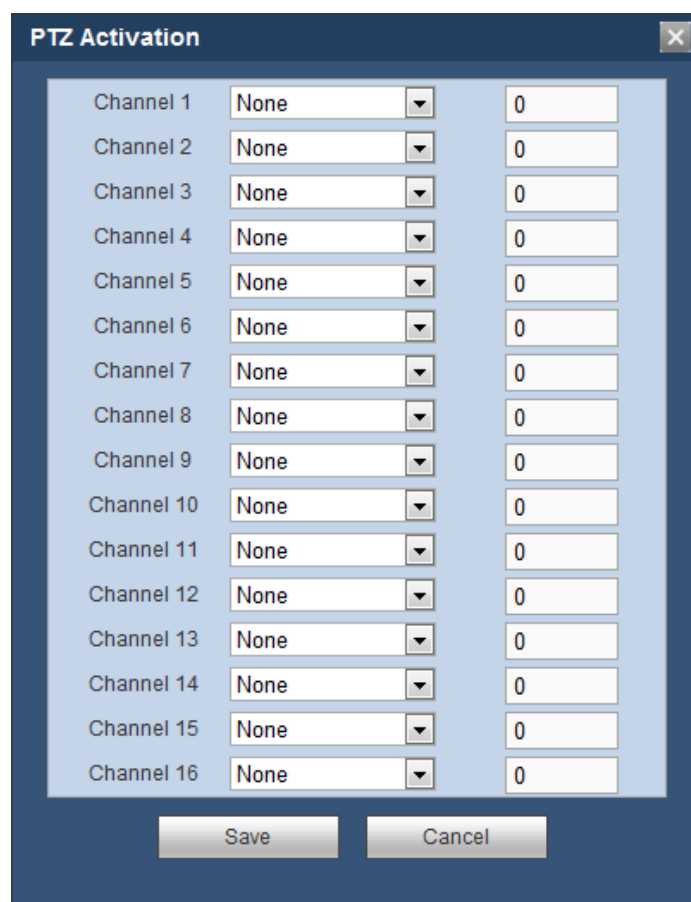 PTZ Activation
Channel 1 None 0
Channel 2 None 0
Channel 3 None 0
Channel 4 None 0
Channel 5 None 0
Channel 6 None 0
Channel 7 None 0
Channel 8 None 0
Channel 9 None 0
Channel 10 None 0
Channel 11 None 0
Channel 12 None 0
Channel 13 None 0
Channel 14 None 0
Channel 15 None 0
Channel 16 None 0
Save Cancel